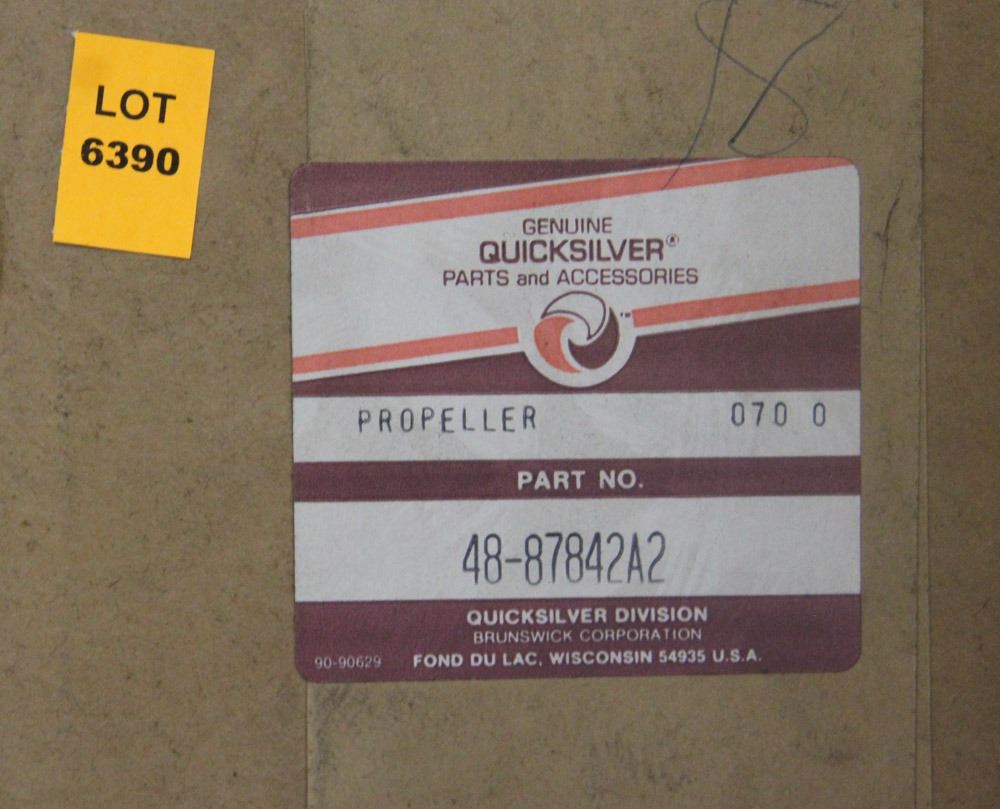 LOT
6390
GENUINE
QUICKSILVER®
PARTS and ACCESSORIES
™
PROPELLER 070 0
PART NO.
48-87842A2
QUICKSILVER DIVISION
BRUNSWICK CORPORATION
90-90629 FOND DU LAC, WISCONSIN 54935 U.S.A.